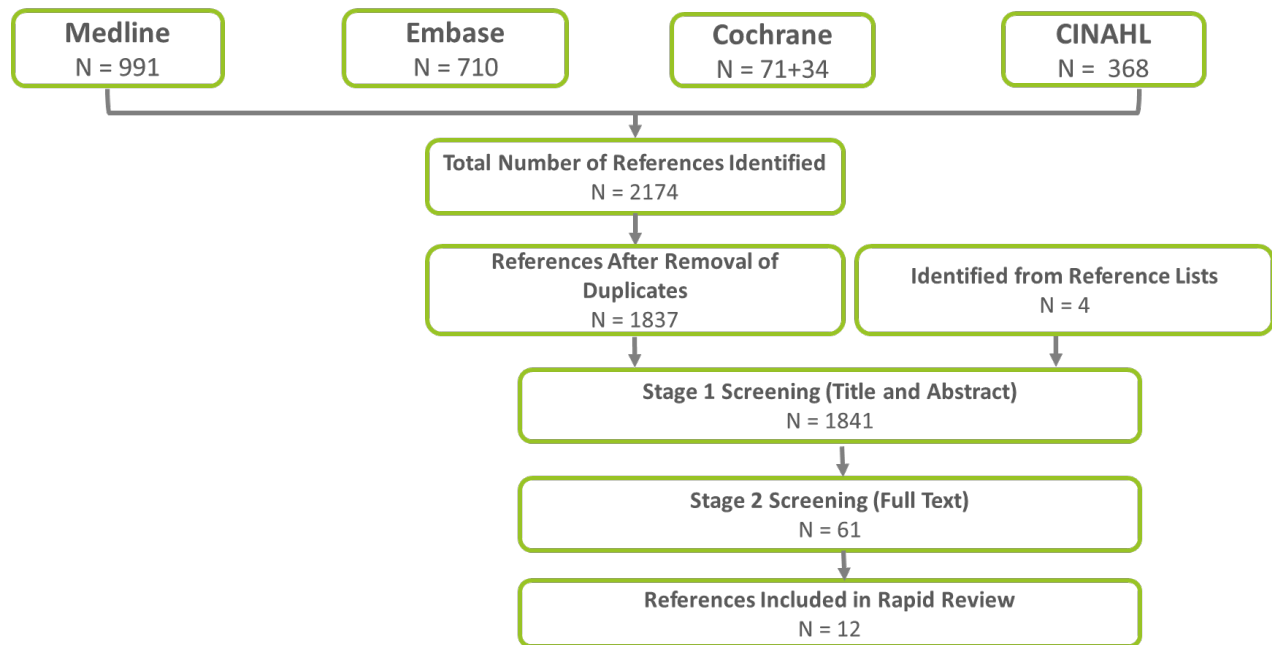 Medline
N = 991
Embase
N = 710
Cochrane
N = 71+34
CINAHL
N = 368
Total Number of References Identified
N = 2174
References After Removal of
Duplicates
N = 1837
Identified from Reference Lists
N = 4
Stage 1 Screening (Title and Abstract)
N = 1841
Stage 2 Screening (Full Text)
N = 61
References Included in Rapid Review
N = 12